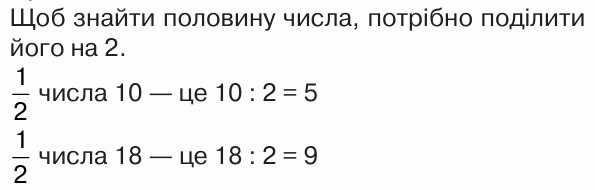 Щоб знайти половину числа, потрібно поділити
його на 2.
1/2 числа 10 — це 10 : 2 = 5
1/2 числа 18 — це 18 : 2 = 9